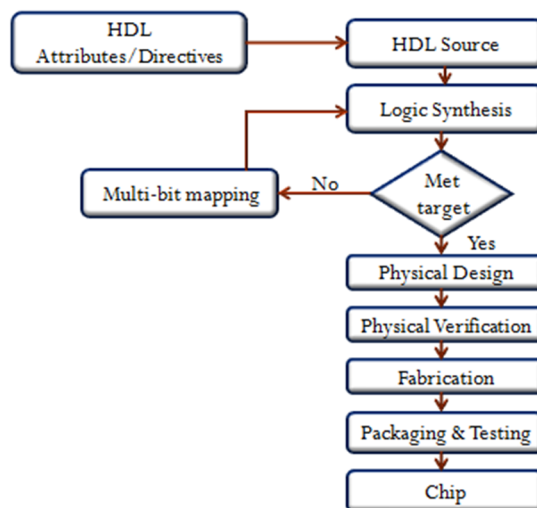 HDL
Attributes/Directives
HDL Source
Logic Synthesis
Met
target
No
Multi-bit mapping
Yes
Physical Design
Physical Verification
Fabrication
Packaging & Testing
Chip